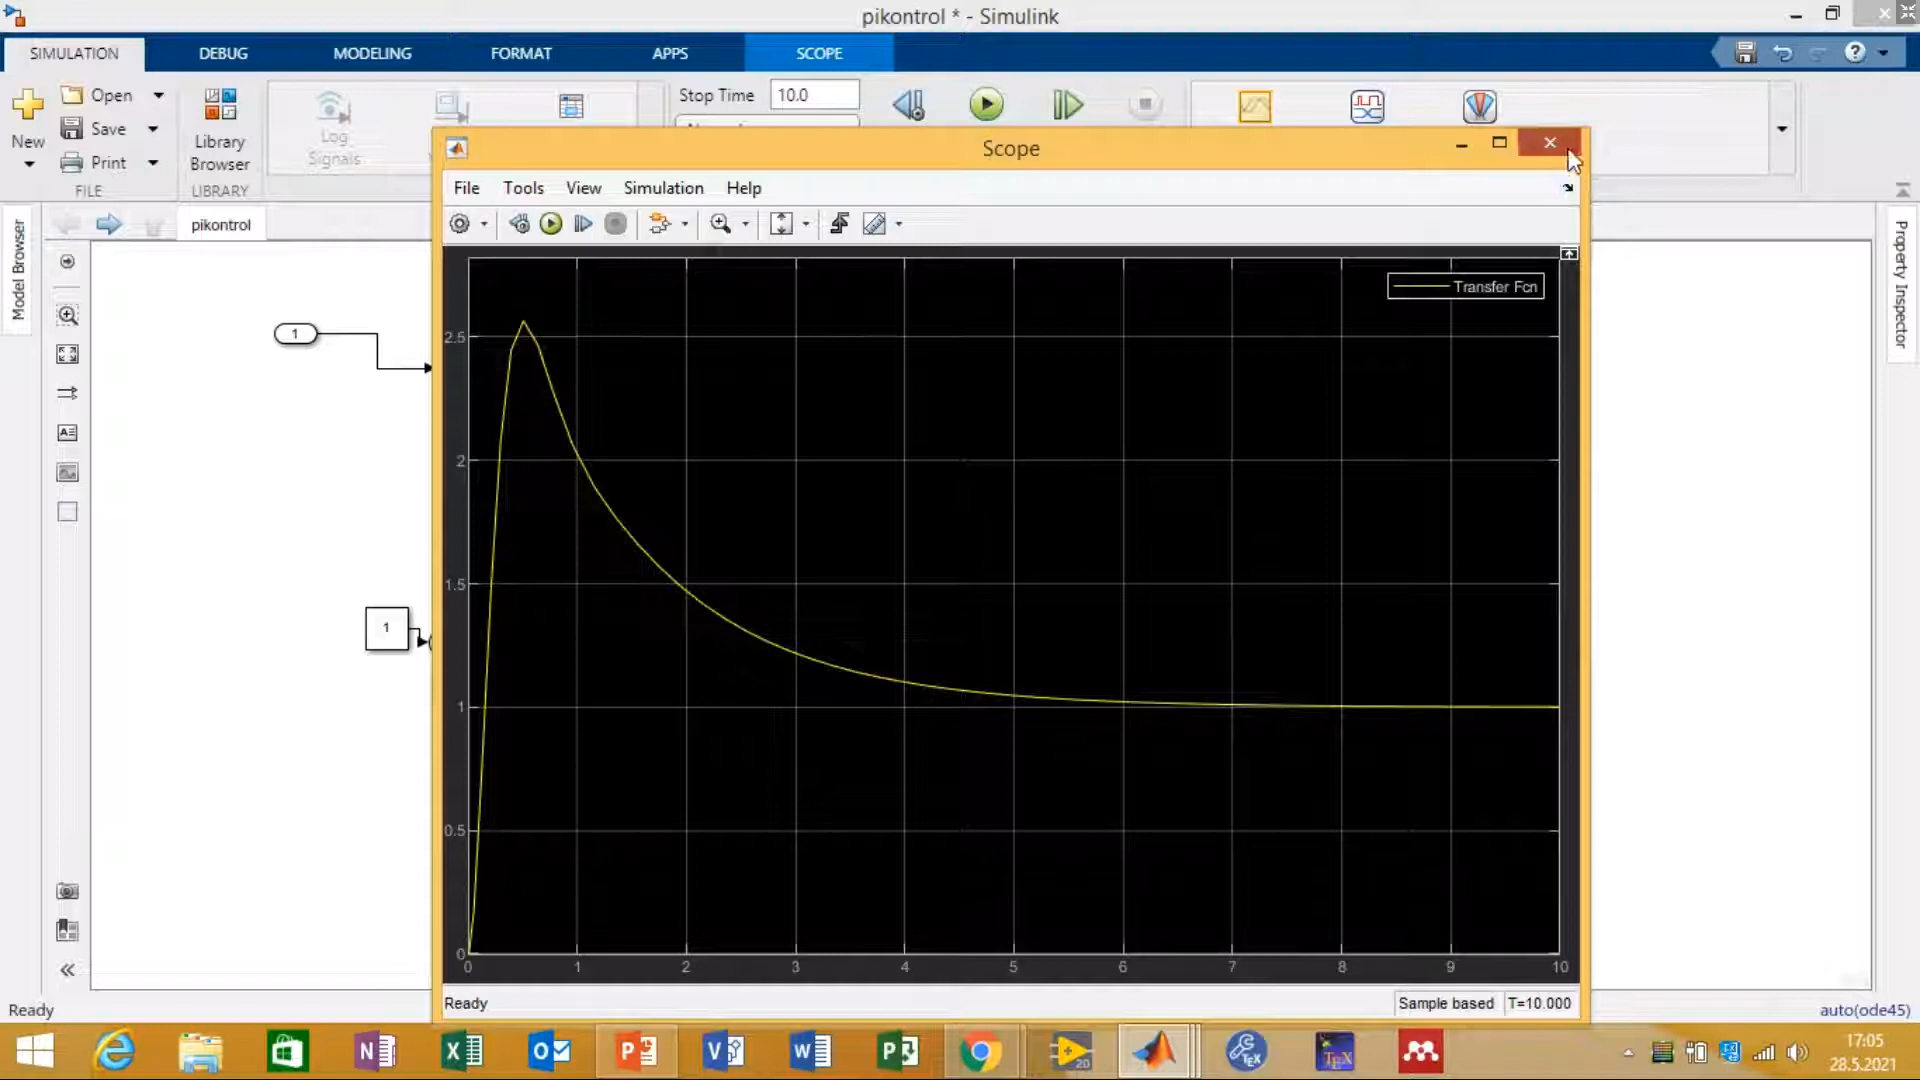 pikontrol * - Simulink
SIMULATION DEBUG MODELING FORMAT APPS SCOPE
Open
Save
Print
New
FILE
Library
Browser
LIBRARY
Log
Signals
Stop Time 10.0
Scope
File Tools View Simulation Help
Model Browser
pikontrol
Property Inspector
Transfer Fcn
1
1
2.5
2
1.5
1
0.5
0
0 1 2 3 4 5 6 7 8 9 10
Ready Sample based T=10.000
Ready auto(ode45)
17:05
28.5.2021